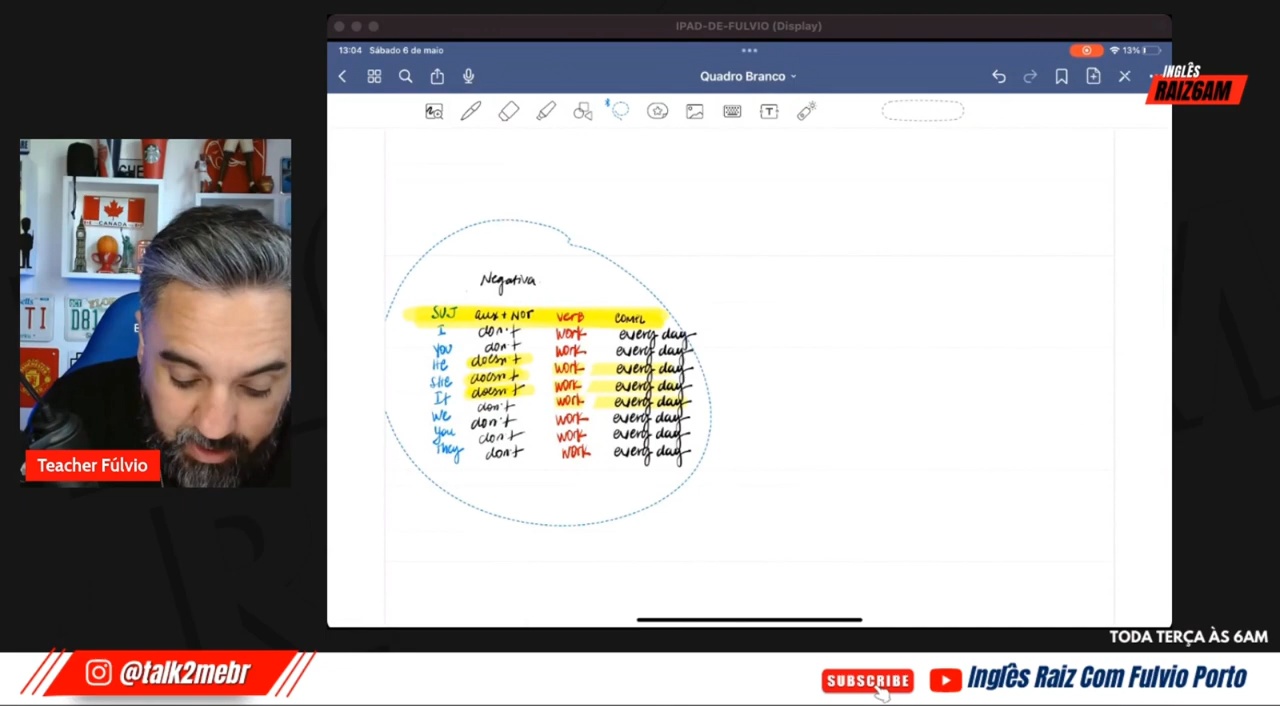 IPAD-DE-FULVIO (Display)
13:04 Sábado 6 de maio
13%
Quadro Branco
INGLÊS
RAIZ6AM
Negativa
SUJ aux + NOT verb COMPL
I don't work every day
You don't work every day
He doesn't work every day
She doesn't work every day
It doesn't work every day
We don't work every day
You don't work every day
They don't work every day
CANADA
Teacher Fúlvio
TODA TERÇA ÀS 6AM
@talk2mebr
SUBSCRIBE
Inglês Raiz Com Fulvio Porto